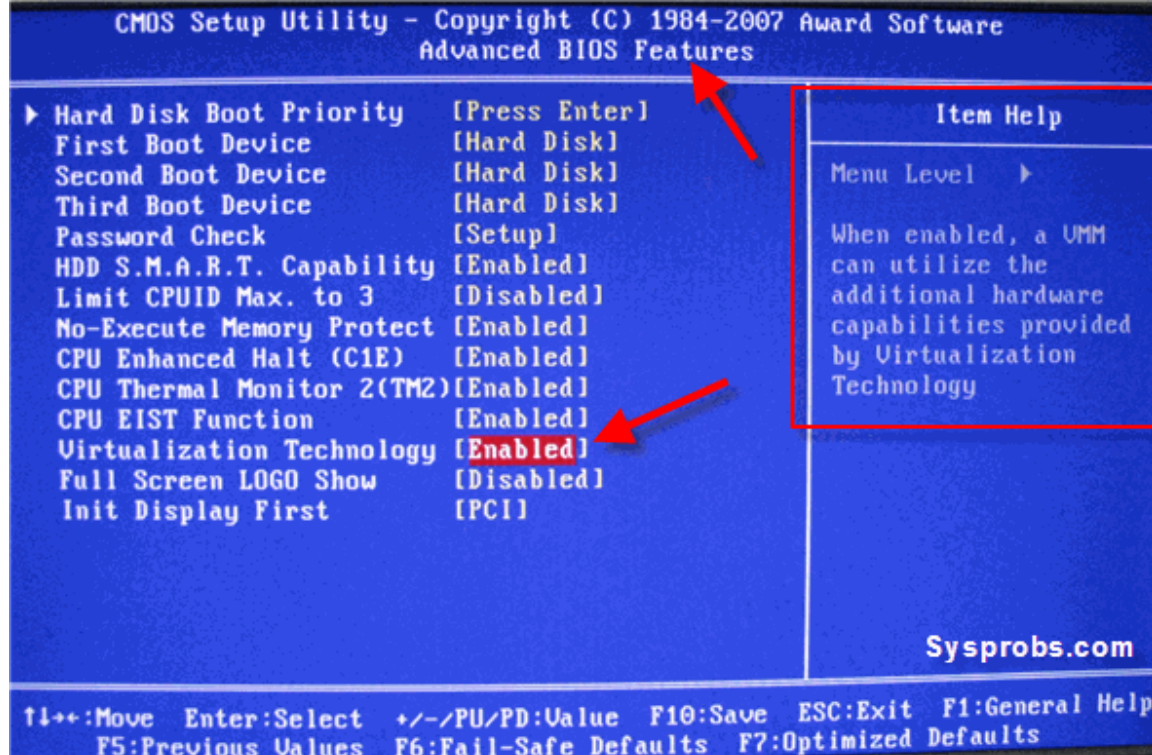 CMOS Setup Utility - Copyright (C) 1984-2007 Award Software
Advanced BIOS Features
Hard Disk Boot Priority [Press Enter]
First Boot Device [Hard Disk]
Second Boot Device [Hard Disk]
Third Boot Device [Hard Disk]
Password Check [Setup]
HDD S.M.A.R.T. Capability [Enabled]
Limit CPUID Max. to 3 [Disabled]
No-Execute Memory Protect [Enabled]
CPU Enhanced Halt (C1E) [Enabled]
CPU Thermal Monitor 2(TM2)[Enabled]
CPU EIST Function [Enabled]
Virtualization Technology [Enabled]
Full Screen LOGO Show [Disabled]
Init Display First [PCI]
Item Help
Menu Level
When enabled, a VMM
can utilize the
additional hardware
capabilities provided
by Virtualization
Technology
Sysprobs.com
↑↓→←:Move Enter:Select +/-/PU/PD:Value F10:Save ESC:Exit F1:General Help
F5:Previous Values F6:Fail-Safe Defaults F7:Optimized Defaults